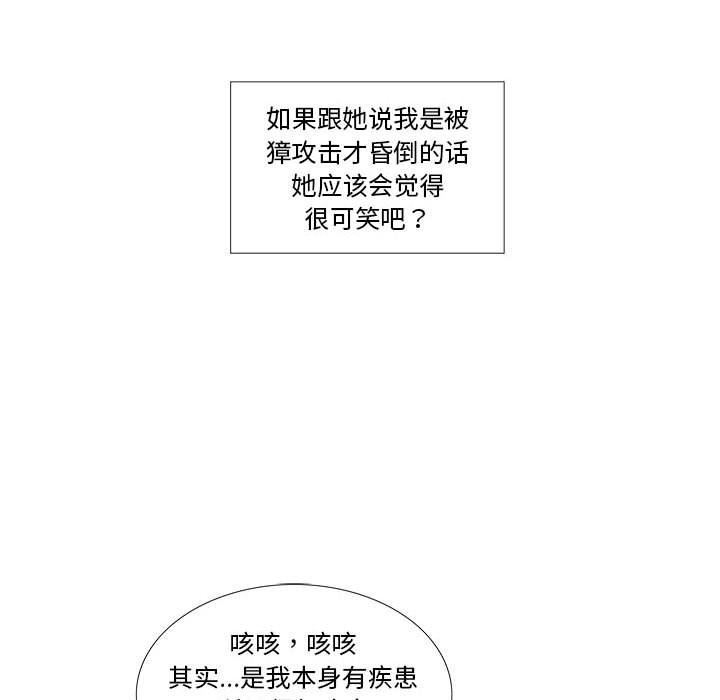 如果跟她说我是被
獐攻击才昏倒的话
她应该会觉得
很可笑吧？
咳咳，咳咳
其实...是我本身有疾患